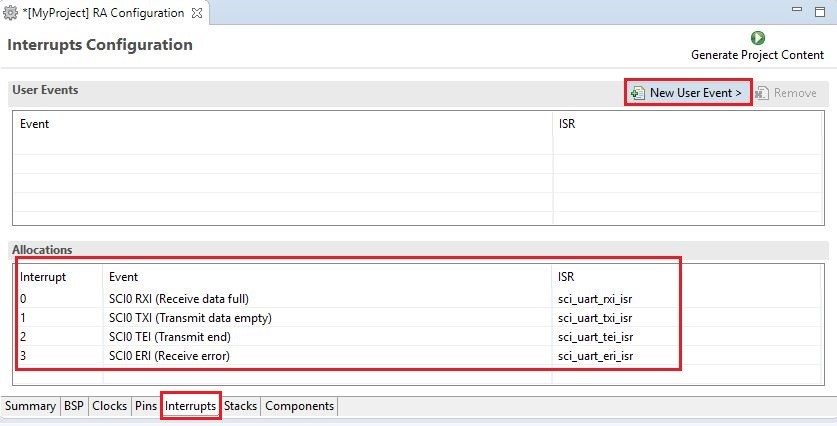 *[MyProject] RA Configuration
Interrupts Configuration
Generate Project Content
User Events
New User Event >
Remove
Event ISR
Allocations
Interrupt Event ISR
0 SCI0 RXI (Receive data full) sci_uart_rxi_isr
1 SCI0 TXI (Transmit data empty) sci_uart_txi_isr
2 SCI0 TEI (Transmit end) sci_uart_tei_isr
3 SCI0 ERI (Receive error) sci_uart_eri_isr
Summary BSP Clocks Pins Interrupts Stacks Components